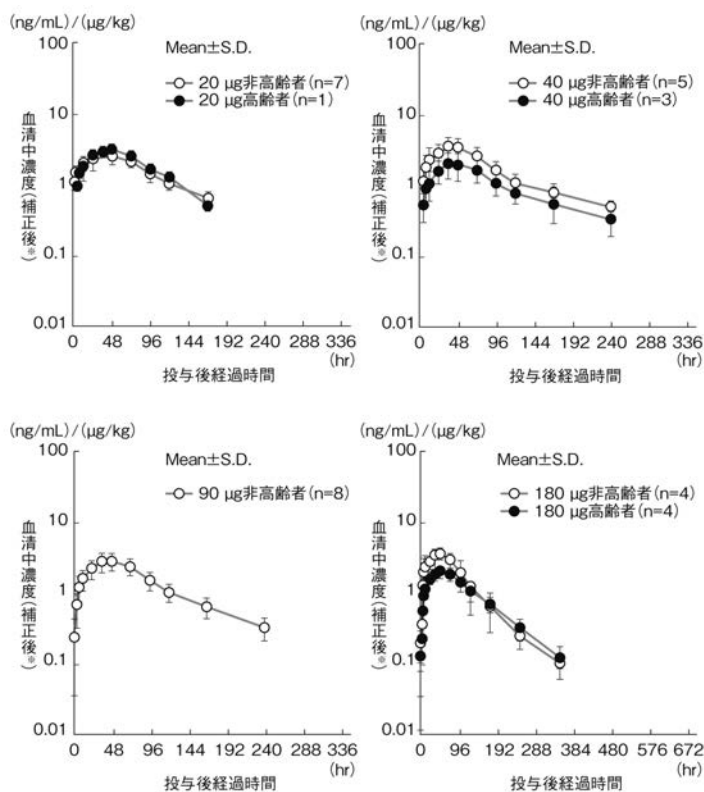 (ng/mL)/(μg/kg)
Mean±S.D.
20 μg非高齢者(n=7)
20 μg高齢者(n=1)
血清中濃度(補正後※)
100
10
1
0.1
0.01
0 48 96 144 192 240 288 336
(hr)
投与後経過時間
(ng/mL)/(μg/kg)
Mean±S.D.
40 μg非高齢者(n=5)
40 μg高齢者(n=3)
血清中濃度(補正後※)
100
10
1
0.1
0.01
0 48 96 144 192 240 288 336
(hr)
投与後経過時間
(ng/mL)/(μg/kg)
Mean±S.D.
90 μg非高齢者(n=8)
血清中濃度(補正後※)
100
10
1
0.1
0.01
0 48 96 144 192 240 288 336
(hr)
投与後経過時間
(ng/mL)/(μg/kg)
Mean±S.D.
180 μg非高齢者(n=4)
180 μg高齢者(n=4)
血清中濃度(補正後※)
100
10
1
0.1
0.01
0 96 192 288 384 480 576 672
(hr)
投与後経過時間